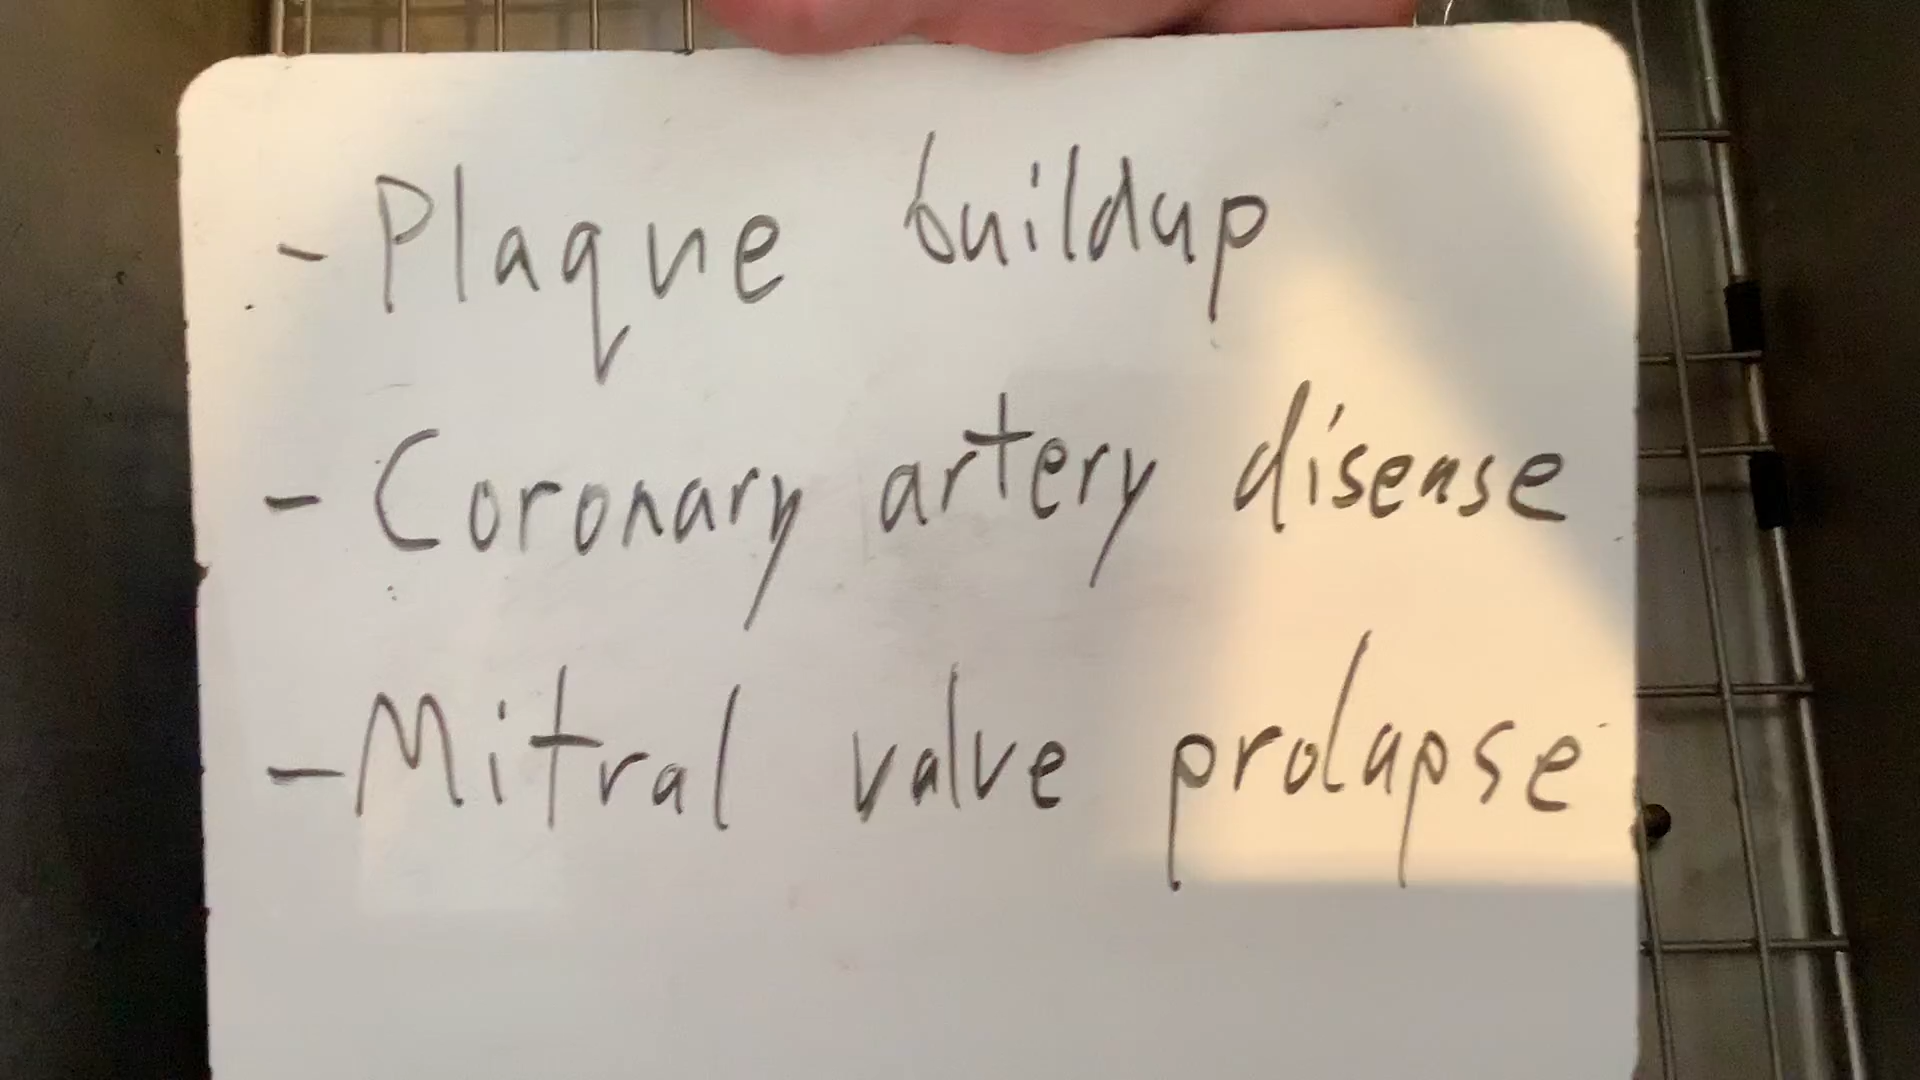 - Plaque buildup
- Coronary artery disease
- Mitral valve prolapse